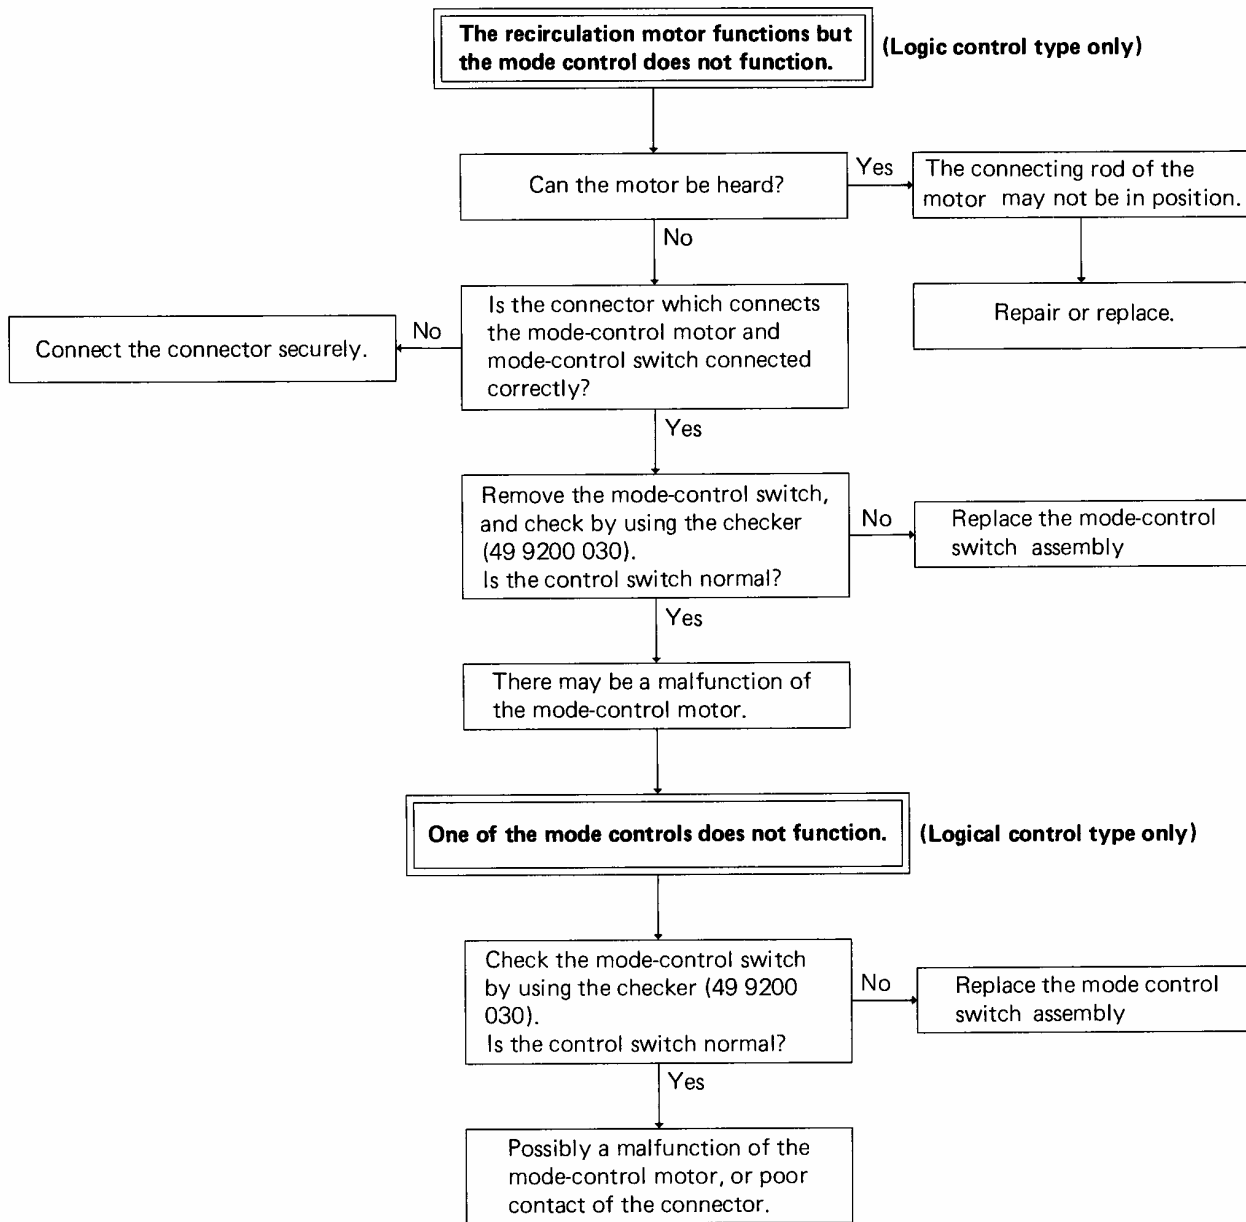 The recirculation motor functions but
the mode control does not function.
(Logic control type only)
Can the motor be heard?
Yes
The connecting rod of the
motor may not be in position.
No
Repair or replace.
Is the connector which connects
the mode-control motor and
mode-control switch connected
correctly?
No
Connect the connector securely.
Yes
Remove the mode-control switch,
and check by using the checker
(49 9200 030).
Is the control switch normal?
No
Replace the mode-control
switch assembly
Yes
There may be a malfunction of
the mode-control motor.
One of the mode controls does not function.
(Logical control type only)
Check the mode-control switch
by using the checker (49 9200
030).
Is the control switch normal?
No
Replace the mode control
switch assembly
Yes
Possibly a malfunction of the
mode-control motor, or poor
contact of the connector.